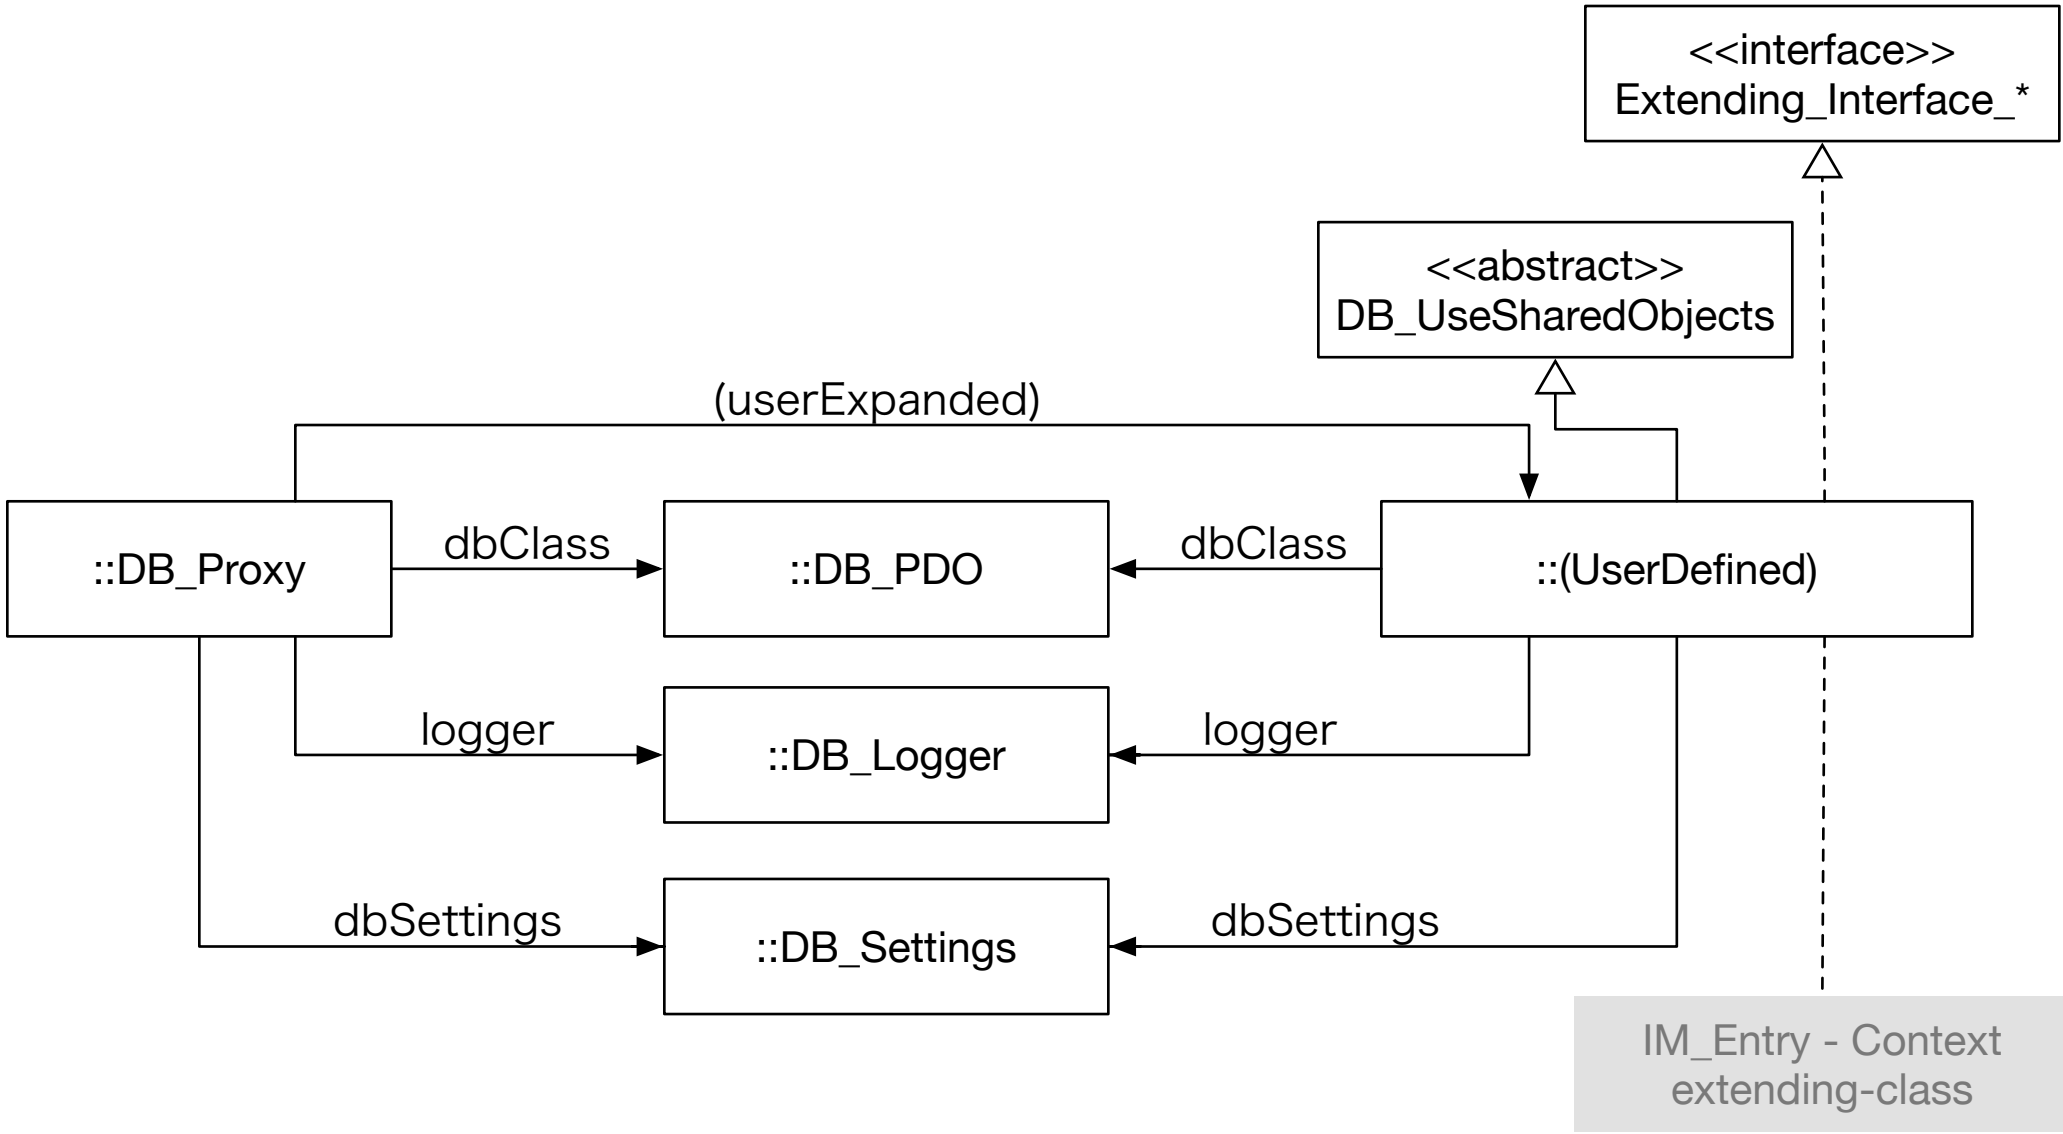 <<interface>>
Extending_Interface_*
<<abstract>>
DB_UseSharedObjects
(userExpanded)
::DB_Proxy
dbClass
::DB_PDO
dbClass
::(UserDefined)
logger
::DB_Logger
logger
dbSettings
::DB_Settings
dbSettings
IM_Entry - Context
extending-class